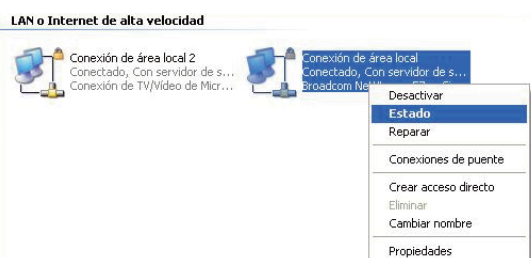 LAN o Internet de alta velocidad
Conexión de área local 2
Conectado, Con servidor de s...
Conexión de TV/Vídeo de Micr...
Conexión de área local
Conectado, Con servidor de s...
Broadcom
Desactivar
Estado
Reparar
Conexiones de puente
Crear acceso directo
Eliminar
Cambiar nombre
Propiedades